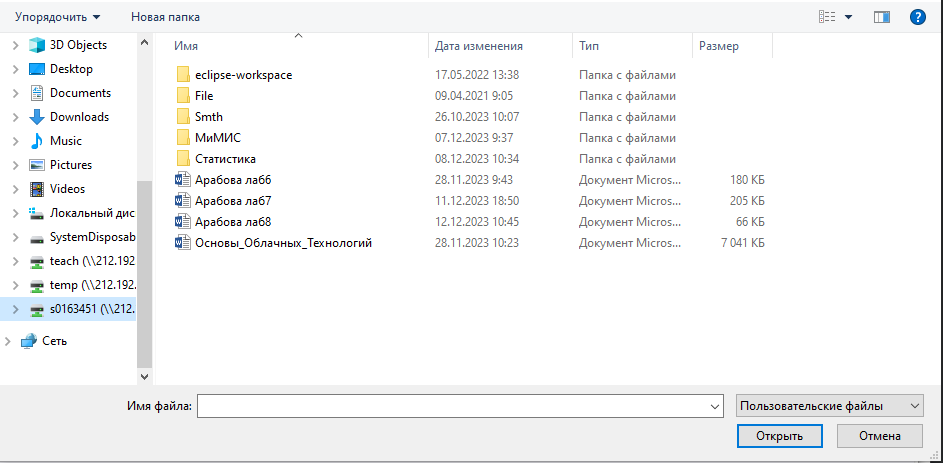 Упорядочить Новая папка
3D Objects
Desktop
Documents
Downloads
Music
Pictures
Videos
Локальный дис
SystemDisposab
teach (\\212.192
temp (\\212.192.
s0163451 (\\212.
Сеть
Имя Дата изменения Тип Размер
eclipse-workspace 17.05.2022 13:38 Папка с файлами
File 09.04.2021 9:05 Папка с файлами
Smth 26.10.2023 10:07 Папка с файлами
МиМИС 07.12.2023 9:37 Папка с файлами
Статистика 08.12.2023 10:34 Папка с файлами
Арабова лаб6 28.11.2023 9:43 Документ Micros... 180 КБ
Арабова лаб7 11.12.2023 18:50 Документ Micros... 205 КБ
Арабова лаб8 12.12.2023 10:45 Документ Micros... 66 КБ
Основы_Облачных_Технологий 28.11.2023 10:23 Документ Micros... 7 041 КБ
Имя файла: Пользовательские файлы
Открыть Отмена